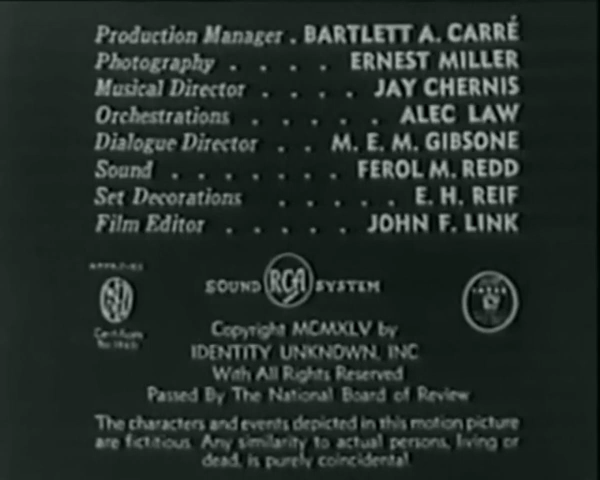 Production Manager . BARTLETT A. CARRÉ
Photography . . . . ERNEST MILLER
Musical Director . . . . JAY CHERNIS
Orchestrations . . . . . ALEC LAW
Dialogue Director . . M. E. M. GIBSONE
Sound . . . . . . . FEROL M. REDD
Set Decorations . . . . . E. H. REIF
Film Editor . . . . . JOHN F. LINK
SOUND RCA SYSTEM
Copyright MCMXLV by
IDENTITY UNKNOWN, INC
With All Rights Reserved
Passed By The National Board of Review
The characters and events depicted in this motion picture
are fictitious. Any similarity to actual persons, living or
dead, is purely coincidental.